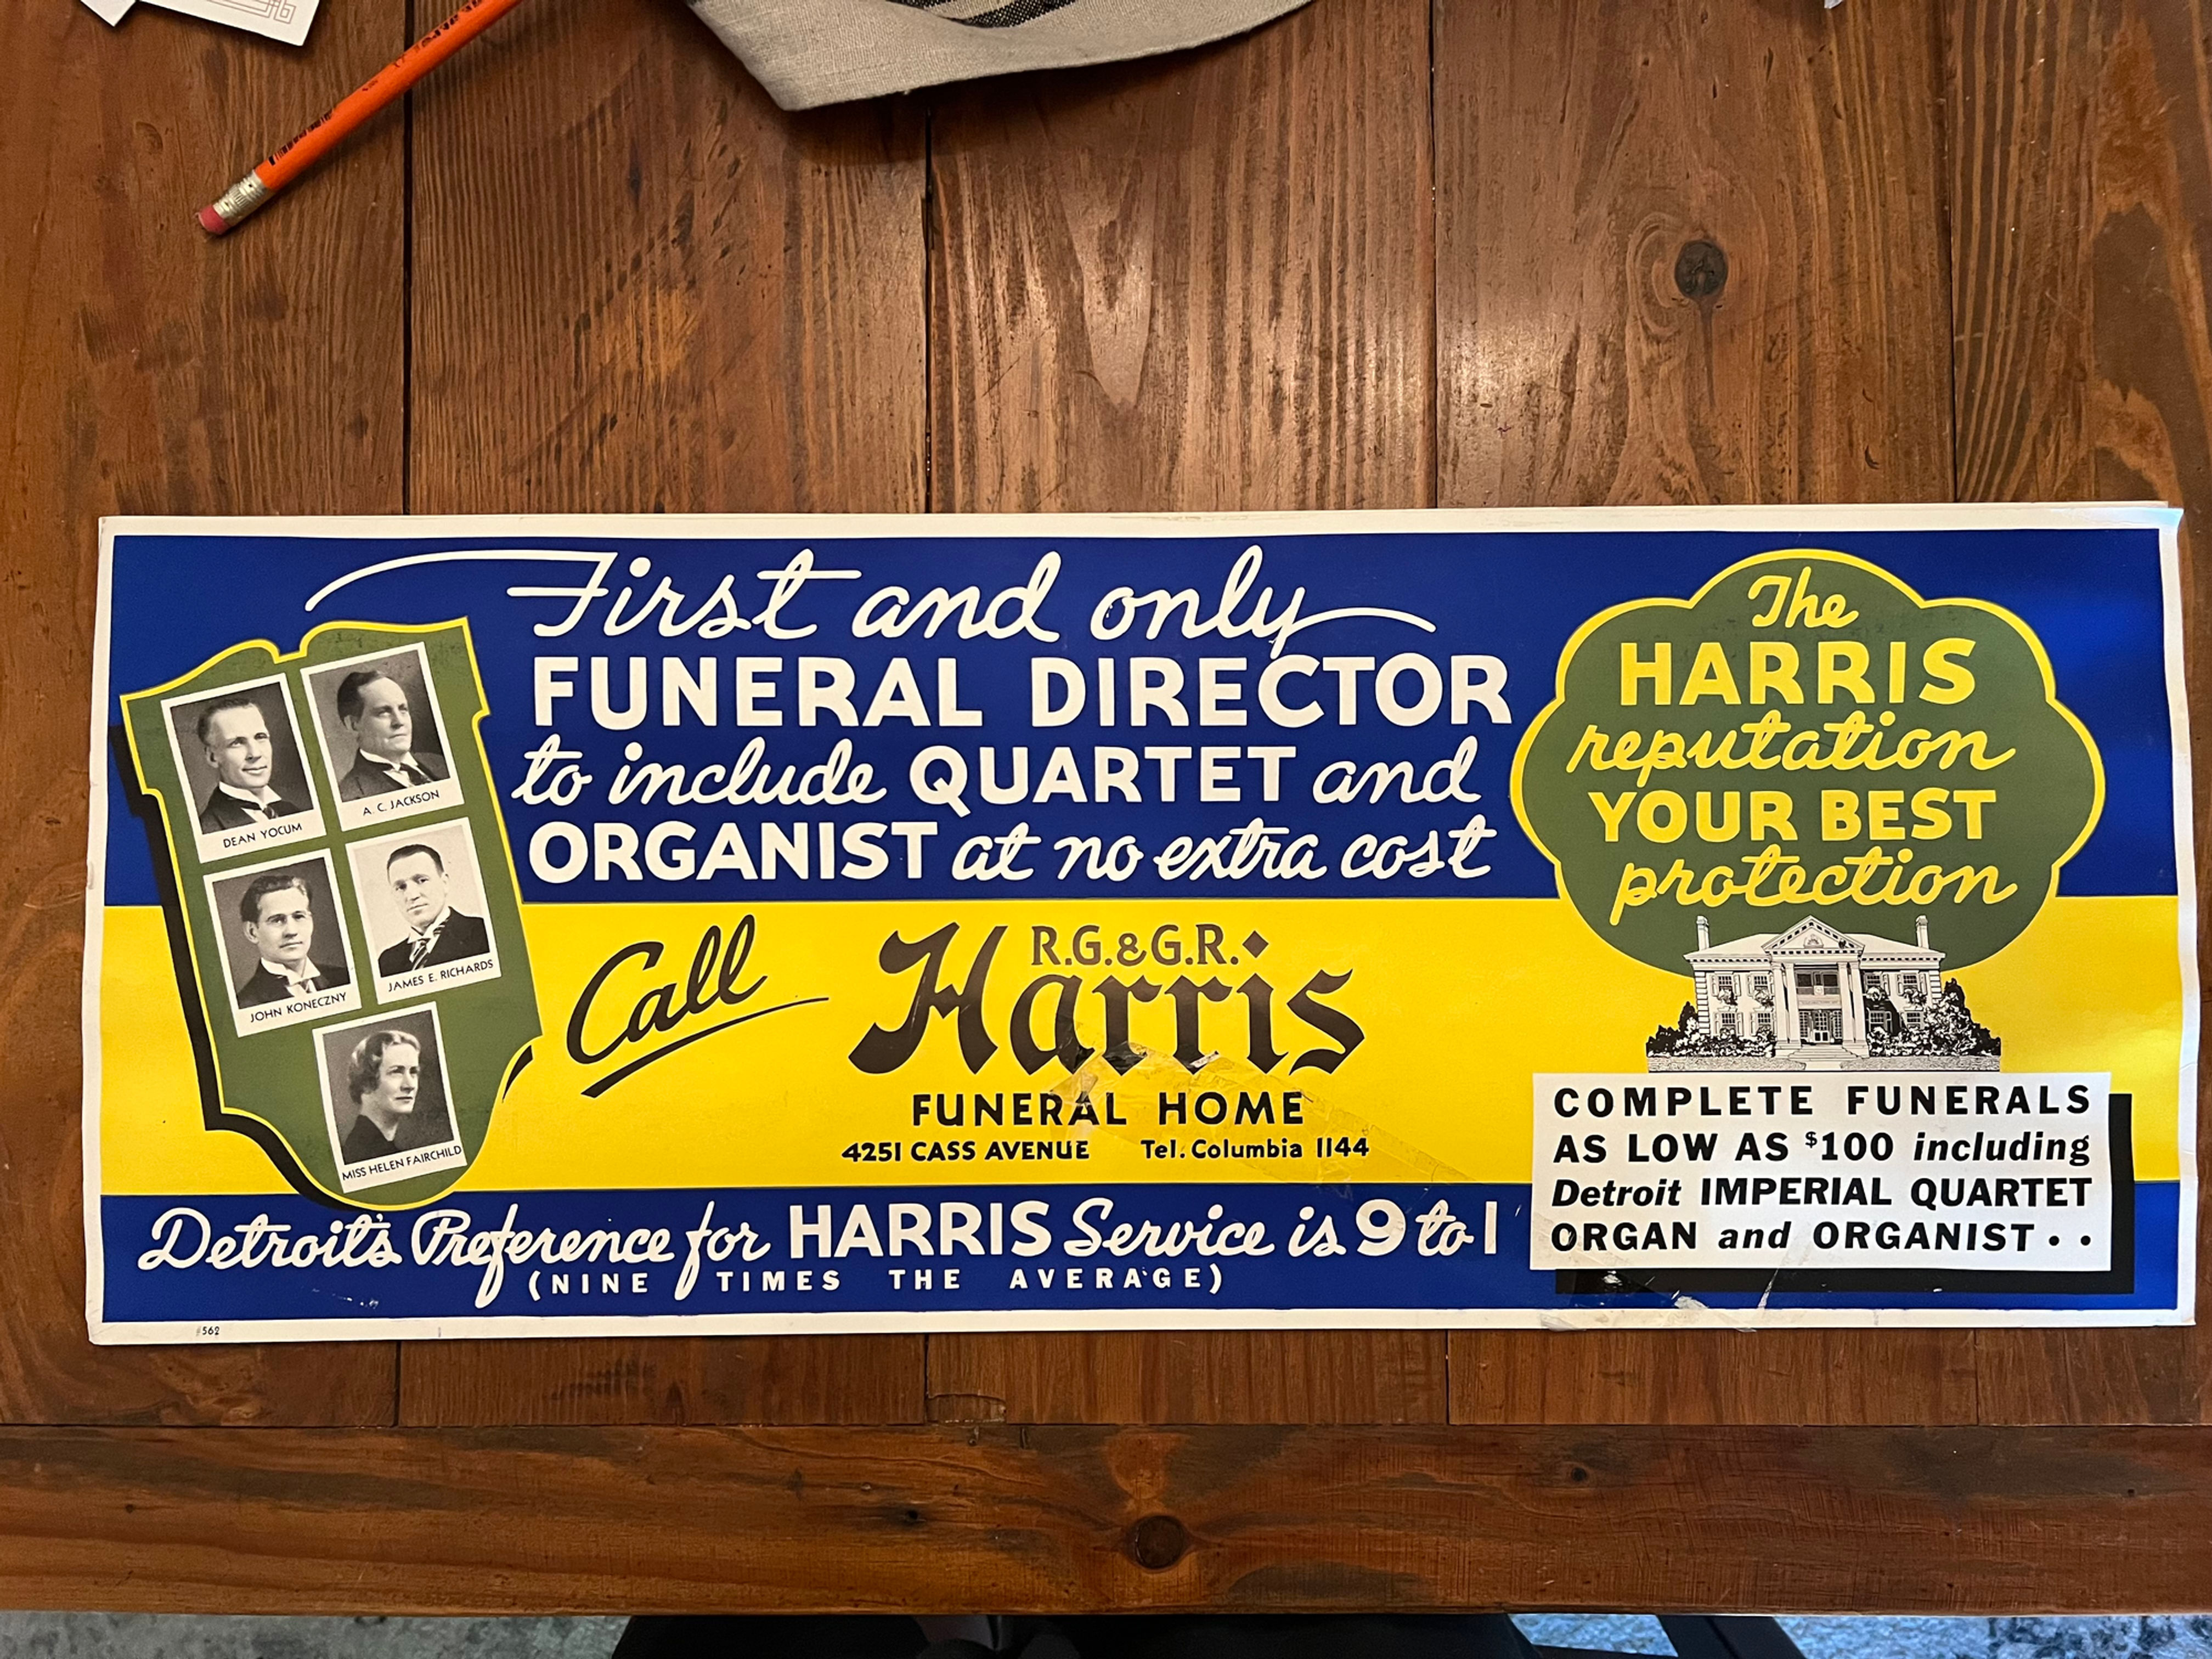 First and only
FUNERAL DIRECTOR
to include QUARTET and
ORGANIST at no extra cost
DEAN YOCUM
A. C. JACKSON
JOHN KONECZNY
JAMES E. RICHARDS
MISS HELEN FAIRCHILD
Call
R.G.&G.R.
Harris
FUNERAL HOME
4251 CASS AVENUE Tel. Columbia 1144
Detroit's Preference for HARRIS Service is 9 to 1
(NINE TIMES THE AVERAGE)
The
HARRIS
reputation
YOUR BEST
protection
COMPLETE FUNERALS
AS LOW AS $100 including
Detroit IMPERIAL QUARTET
ORGAN and ORGANIST . .
#562